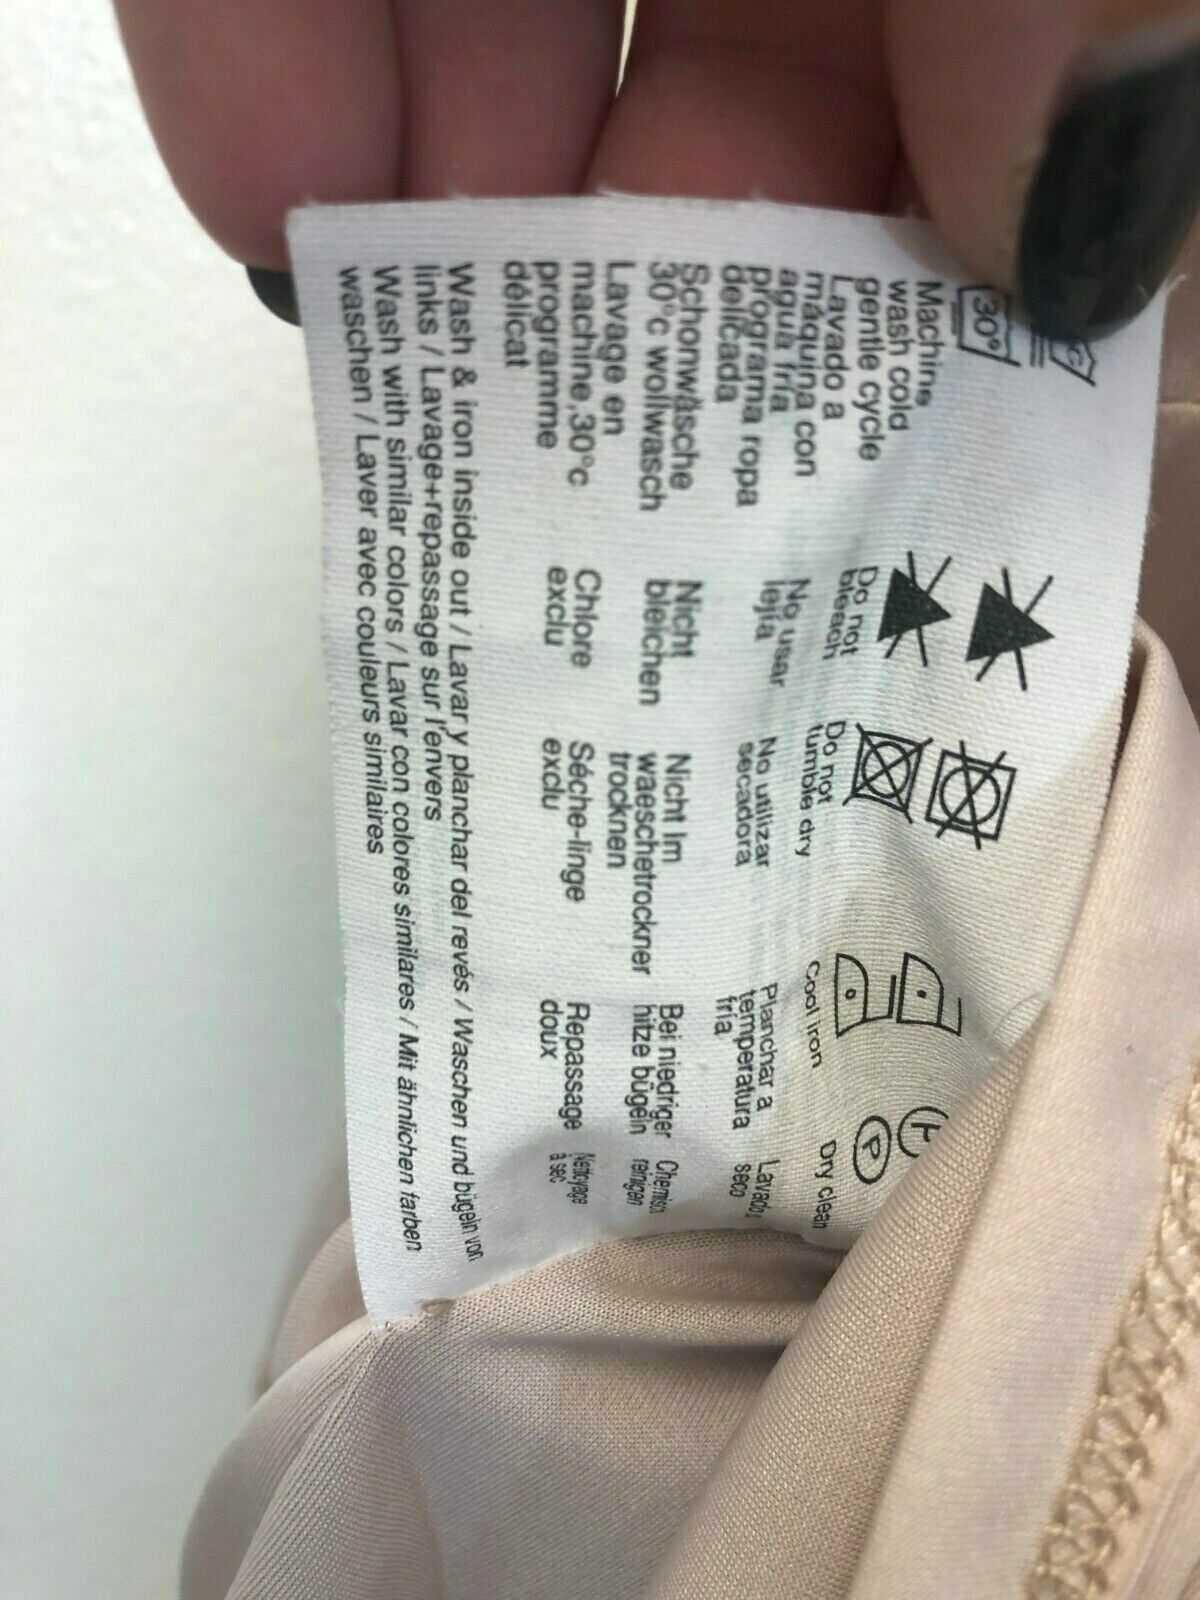 C
30°
Machine
wash cold
gentle cycle
Lavado a
máquina con
agua fría
programa ropa
delicada
Schonwäsche
30°c wollwasch
Lavage en
machine,30°c
programme
délicat
Do not
bleach
No usar
lejía
Nicht
bleichen
Chlore
exclu
Do not
tumble dry
No utilizar
secadora
Nicht Im
waeschetrockner
trocknen
Séche-linge
exclu
Cool iron
Planchar a
temperatura
fría
Bei niedriger
hitze bügeln
Repassage
doux
P
Dry clean
Lavado
seco
Chemisch
reinigen
Nettoyage
à sec
Wash & iron inside out / Lavar y planchar del revés / Waschen und bügeln von
links / Lavage+repassage sur l'envers
Wash with similar colors / Lavar con colores similares / Mit ähnlichen farben
waschen / Laver avec couleurs similaires